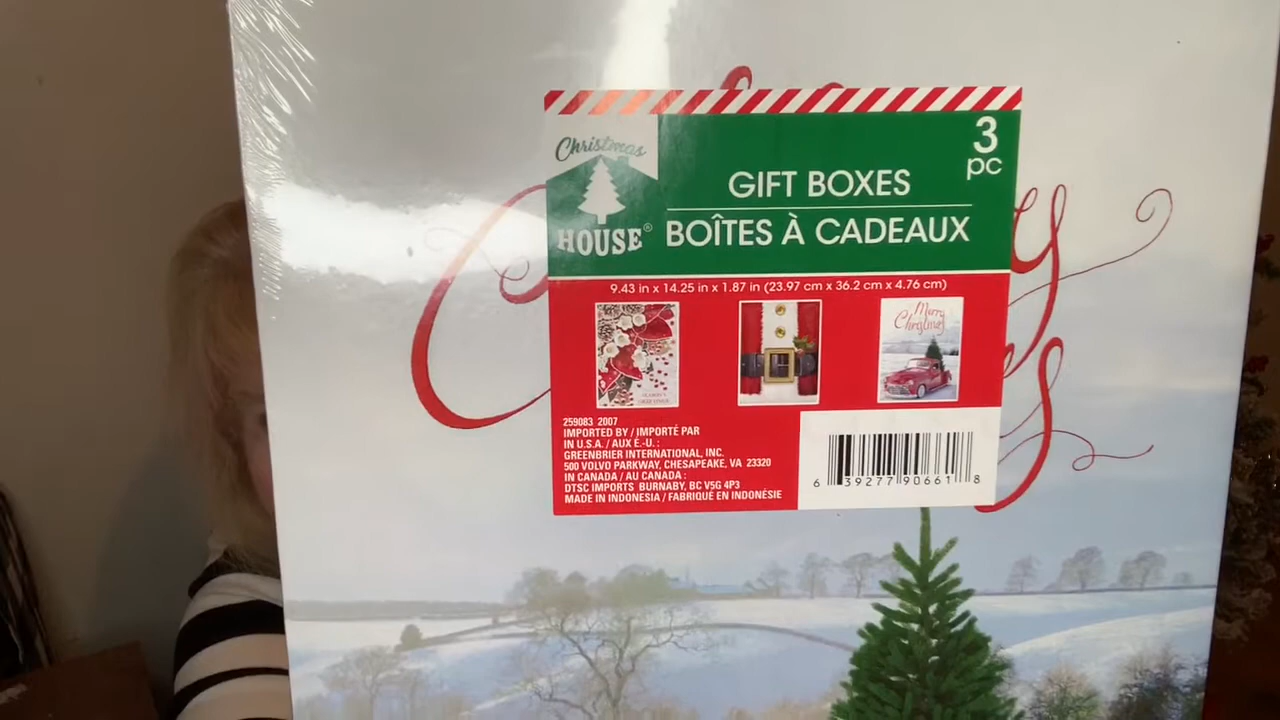 Christmas
HOUSE®
3
pc
GIFT BOXES
BOÎTES À CADEAUX
9.43 in x 14.25 in x 1.87 in (23.97 cm x 36.2 cm x 4.76 cm)
Merry
Christmas
259083 2007
IMPORTED BY / IMPORTÉ PAR
IN U.S.A. / AUX É.-U. :
GREENBRIER INTERNATIONAL, INC.
500 VOLVO PARKWAY, CHESAPEAKE, VA 23320
IN CANADA / AU CANADA :
DTSC IMPORTS BURNABY, BC V5G 4P3
MADE IN INDONESIA / FABRIQUÉ EN INDONÉSIE
6 39277 90661 8